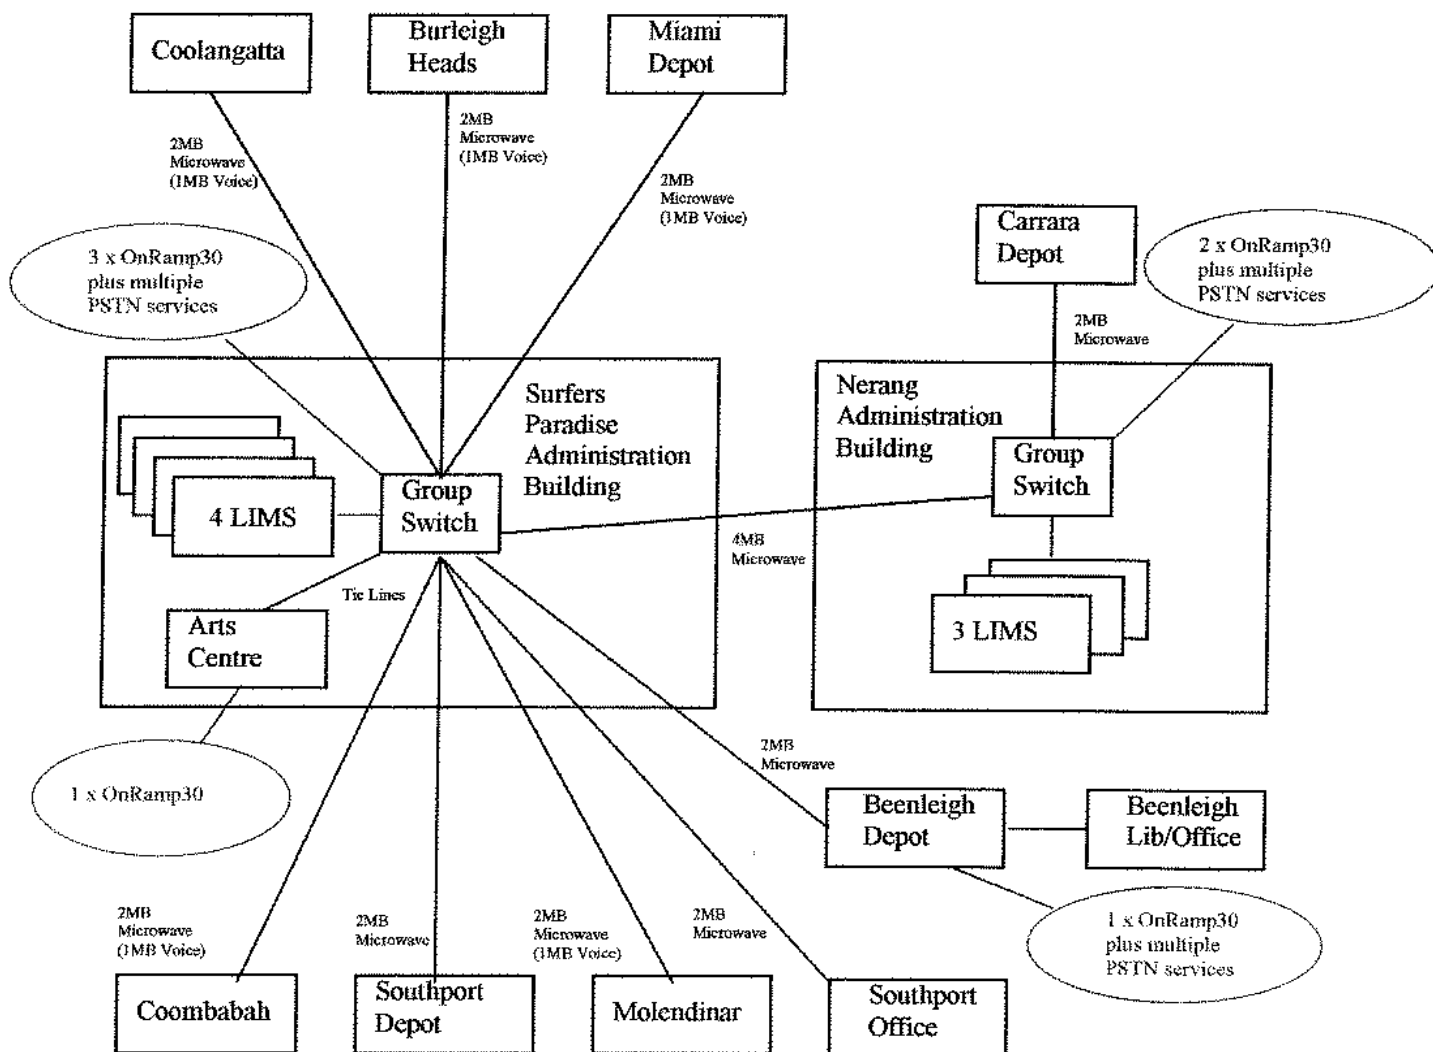 Coolangatta
Burleigh
Heads
Miami
Depot
2MB
Microwave
(1MB Voice)
2MB
Microwave
(1MB Voice)
2MB
Microwave
(1MB Voice)
3 x OnRamp30
plus multiple
PSTN services
Carrara
Depot
2 x OnRamp30
plus multiple
PSTN services
2MB
Microwave
Surfers
Paradise
Administration
Building
Nerang
Administration
Building
Group
Switch
4 LIMS
Group
Switch
4MB
Microwave
Tie Lines
Arts
Centre
3 LIMS
1 x OnRamp30
2MB
Microwave
Beenleigh
Depot
Beenleigh
Lib/Office
2MB
Microwave
(1MB Voice)
2MB
Microwave
2MB
Microwave
(1MB Voice)
2MB
Microwave
1 x OnRamp30
plus multiple
PSTN services
Coombabah
Southport
Depot
Molendinar
Southport
Office